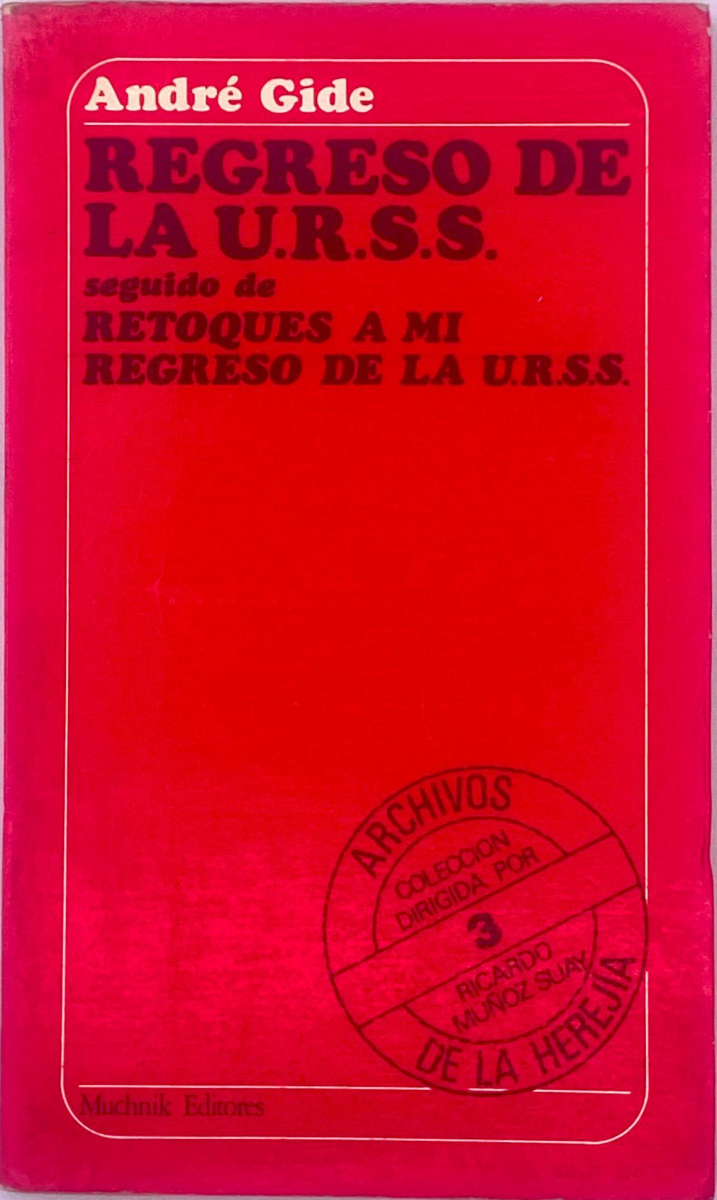 André Gide
REGRESO DE
LA U.R.S.S.
seguido de
RETOQUES A MI
REGRESO DE LA U.R.S.S.
ARCHIVOS
COLECCION
DIRIGIDA POR
3
RICARDO
MUÑOZ SUAY
DE LA HEREJÍA
Muchnik Editores